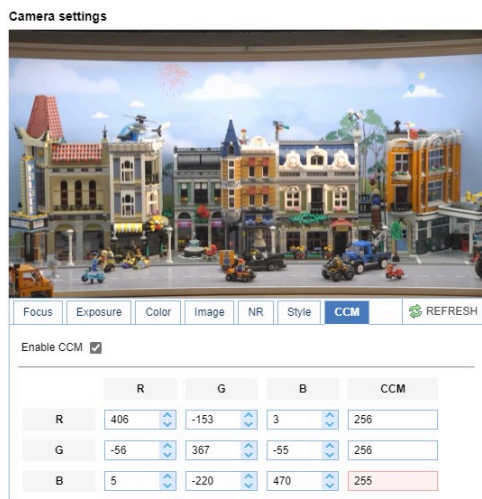 Camera settings
Focus Exposure Color Image NR Style CCM REFRESH
Enable CCM
R G B CCM
R 406 -153 3 256
G -56 367 -55 256
B 5 -220 470 255